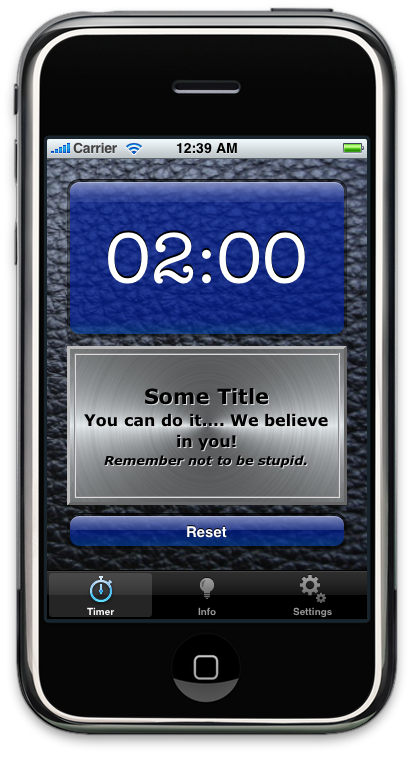 Carrier 12:39 AM
02:00
Some Title
You can do it.... We believe
in you!
Remember not to be stupid.
Reset
Timer Info Settings